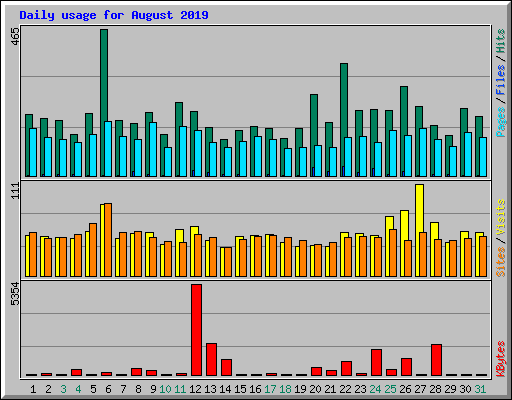 Daily usage for August 2019
465
Pages / Files / Hits
111
Sites / Visits
5354
KBytes
1 2 3 4 5 6 7 8 9 10 11 12 13 14 15 16 17 18 19 20 21 22 23 24 25 26 27 28 29 30 31